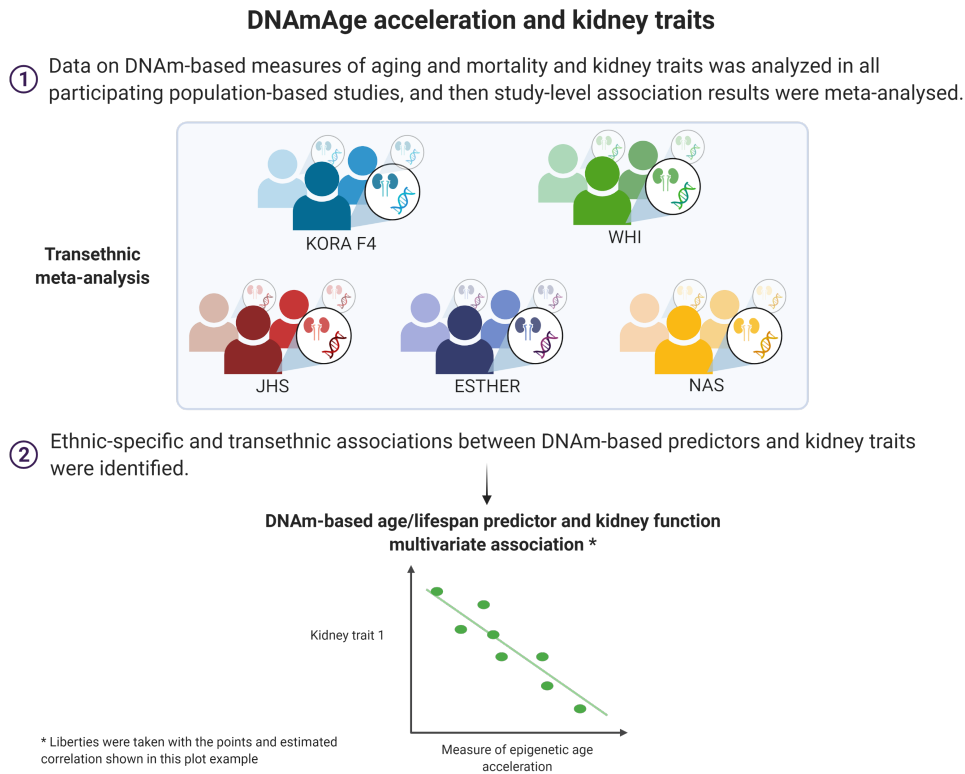 DNAmAge acceleration and kidney traits
1 Data on DNAm-based measures of aging and mortality and kidney traits was analyzed in all
participating population-based studies, and then study-level association results were meta-analysed.
KORA F4
WHI
Transethnic
meta-analysis
JHS
ESTHER
NAS
2 Ethnic-specific and transethnic associations between DNAm-based predictors and kidney traits
were identified.
DNAm-based age/lifespan predictor and kidney function
multivariate association *
Kidney trait 1
* Liberties were taken with the points and estimated
correlation shown in this plot example
Measure of epigenetic age
acceleration